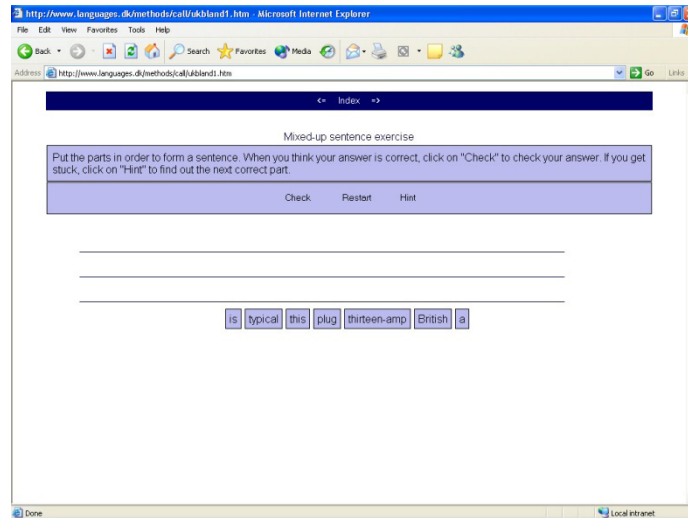 http://www.languages.dk/methods/call/ukbland1.htm - Microsoft Internet Explorer
File Edit View Favorites Tools Help
Back Search Favorites Media
Address http://www.languages.dk/methods/call/ukbland1.htm Go Links
<= Index =>
Mixed-up sentence exercise
Put the parts in order to form a sentence. When you think your answer is correct, click on "Check" to check your answer. If you get
stuck, click on "Hint" to find out the next correct part.
Check Restart Hint
is typical this plug thirteen-amp British a
Done Local intranet